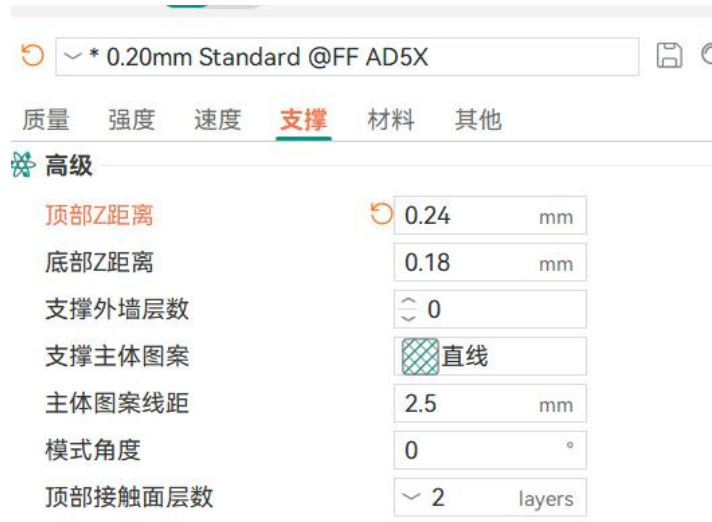 * 0.20mm Standard @FF AD5X
质量 强度 速度 支撑 材料 其他
高级
顶部Z距离 0.24 mm
底部Z距离 0.18 mm
支撑外墙层数 0
支撑主体图案 直线
主体图案线距 2.5 mm
模式角度 0 °
顶部接触面层数 2 layers